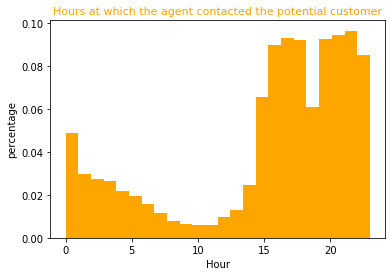 Hours at which the agent contacted the potential customer
percentage
0.10
0.08
0.06
0.04
0.02
0.00
0 5 10 15 20
Hour